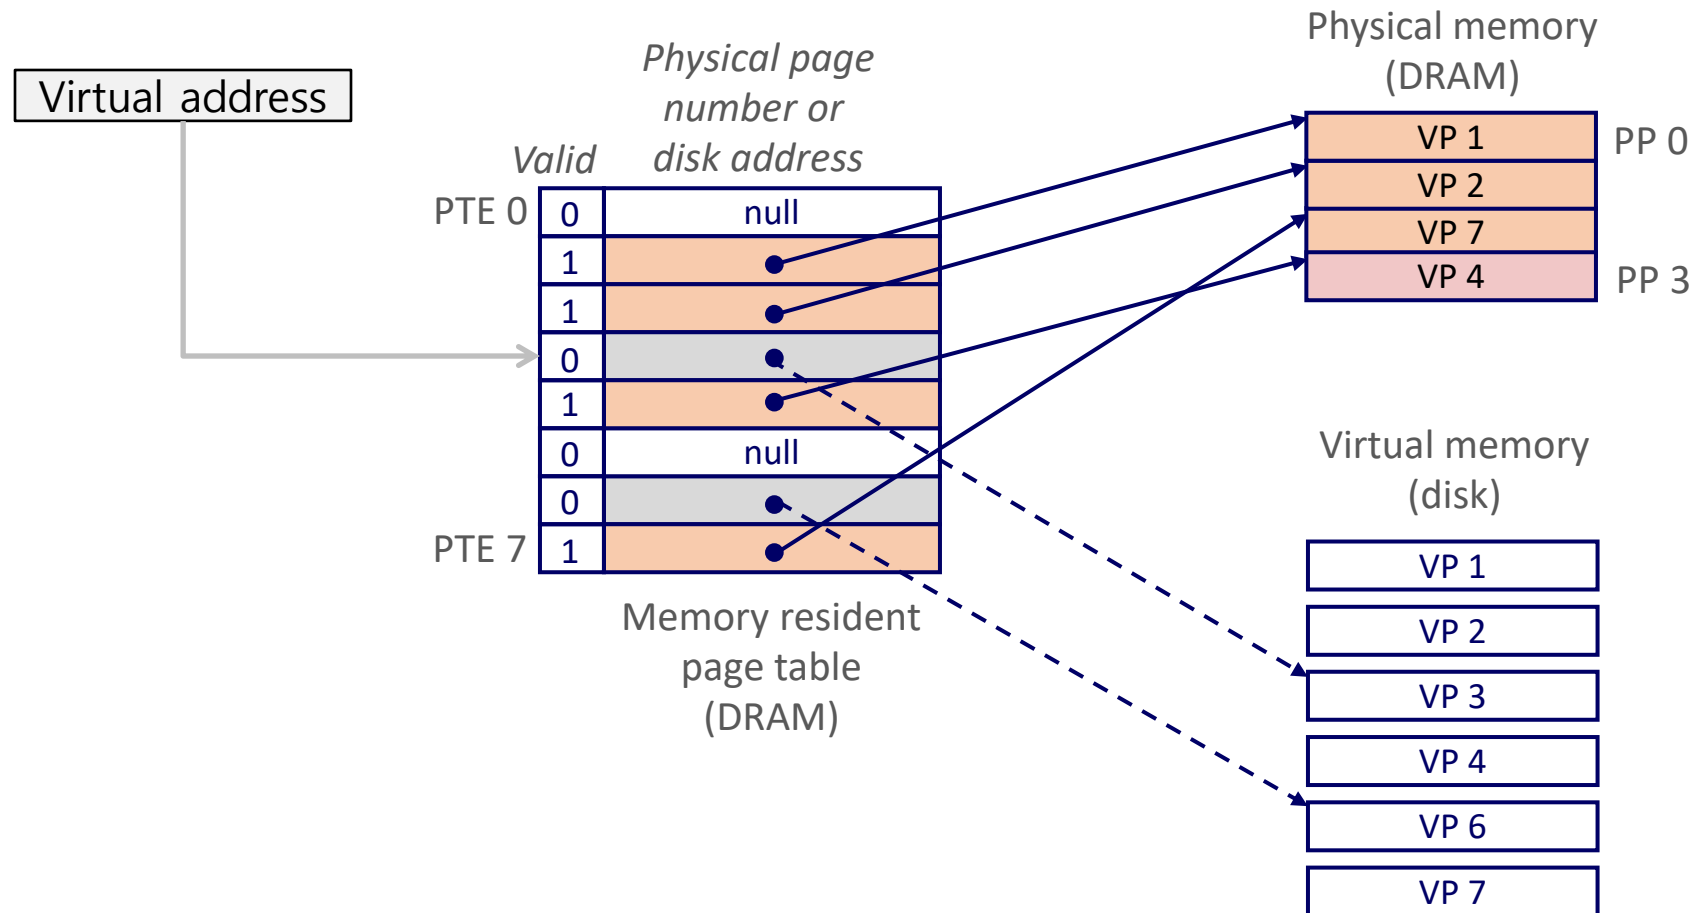 Virtual address
Physical page
number or
disk address
Valid
PTE 0
0
null
1
1
0
1
0
null
0
PTE 7
1
Memory resident
page table
(DRAM)
Physical memory
(DRAM)
VP 1
PP 0
VP 2
VP 7
VP 4
PP 3
Virtual memory
(disk)
VP 1
VP 2
VP 3
VP 4
VP 6
VP 7